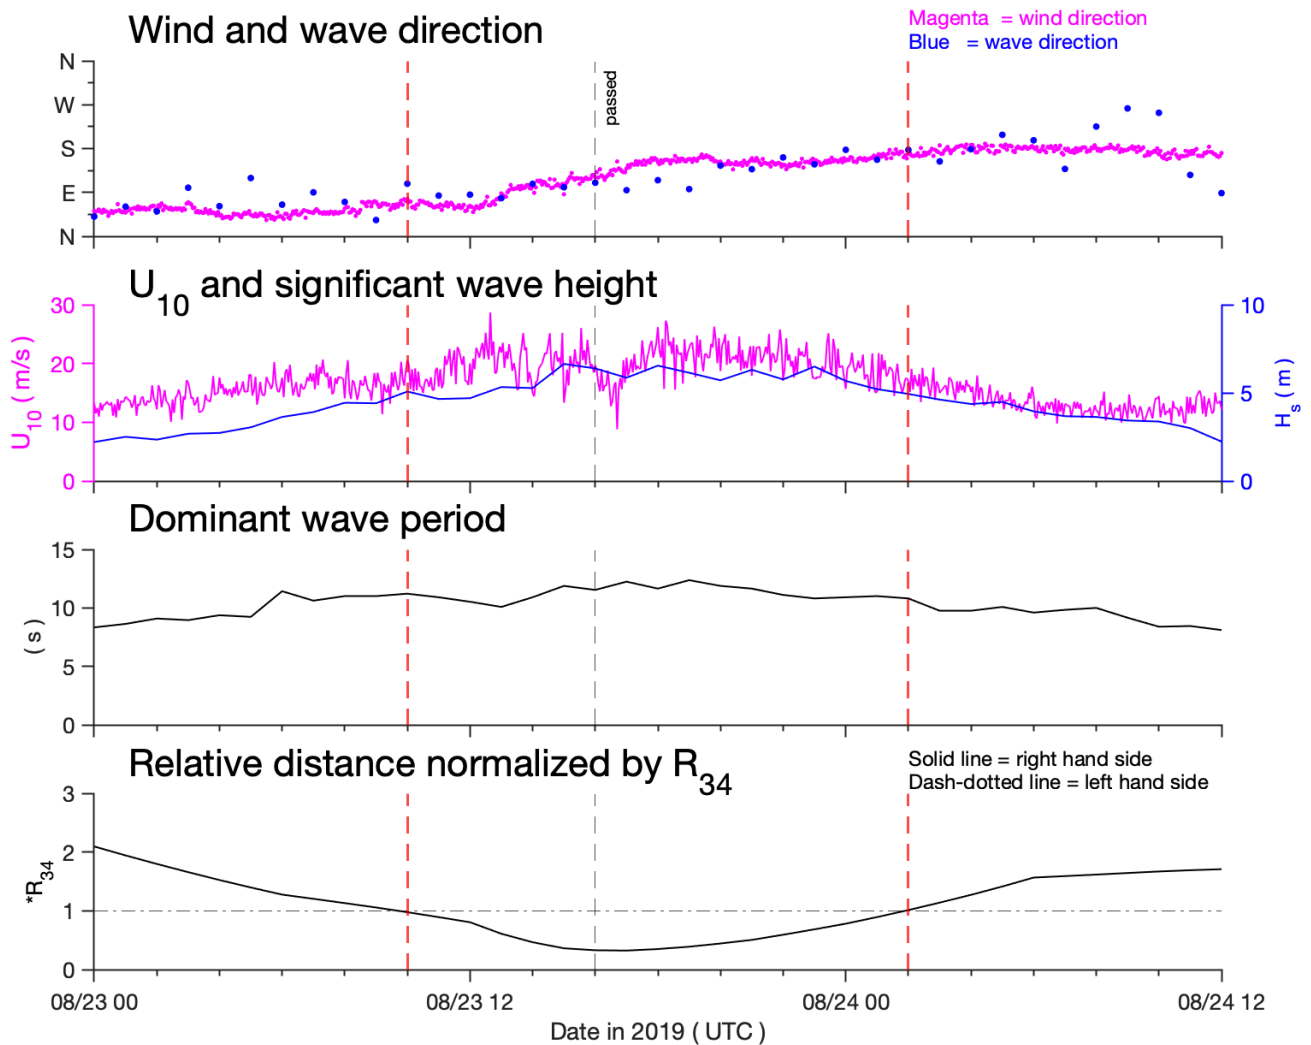 Wind and wave direction
Magenta = wind direction
Blue = wave direction
N
W
S
E
N
passed
U10 and significant wave height
30
20
10
0
U10 ( m/s )
10
5
0
Hs ( m )
Dominant wave period
15
10
5
0
( s )
Relative distance normalized by R34
Solid line = right hand side
Dash-dotted line = left hand side
3
2
1
0
*R34
08/23 00
08/23 12
08/24 00
08/24 12
Date in 2019 ( UTC )